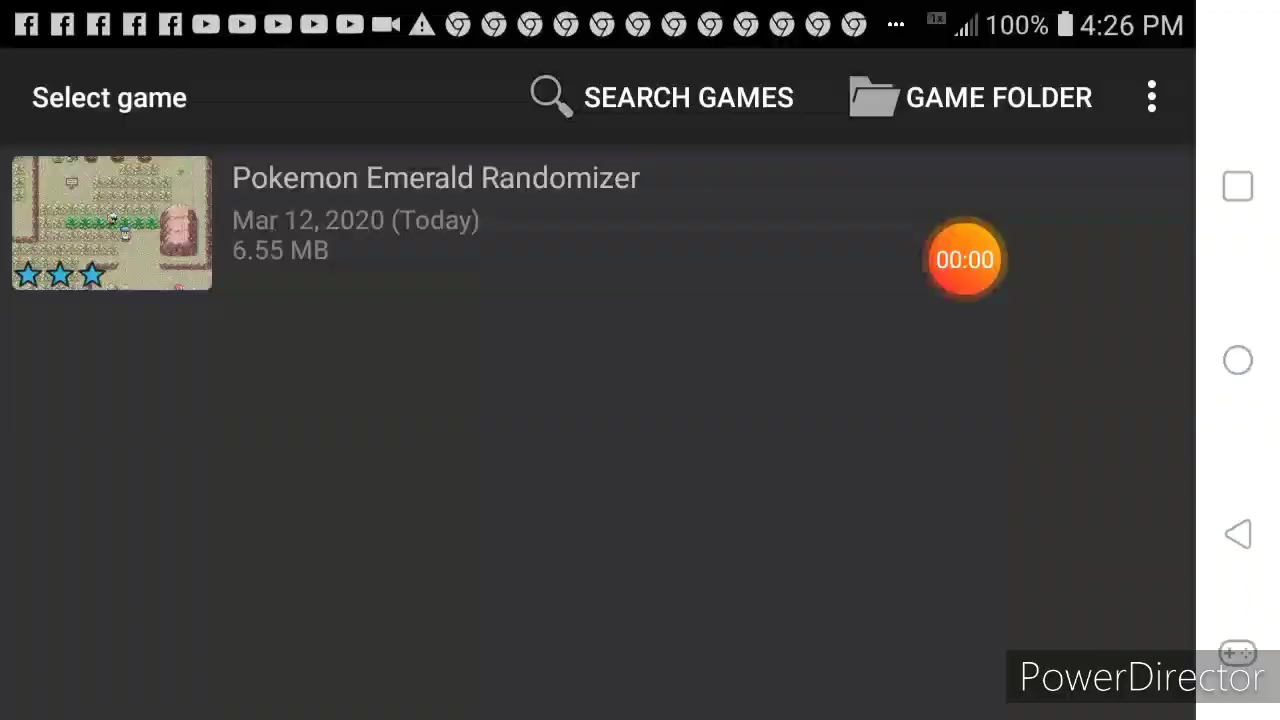 1x 100% 4:26 PM
Select game SEARCH GAMES GAME FOLDER
Pokemon Emerald Randomizer
Mar 12, 2020 (Today)
6.55 MB
00:00
PowerDirector